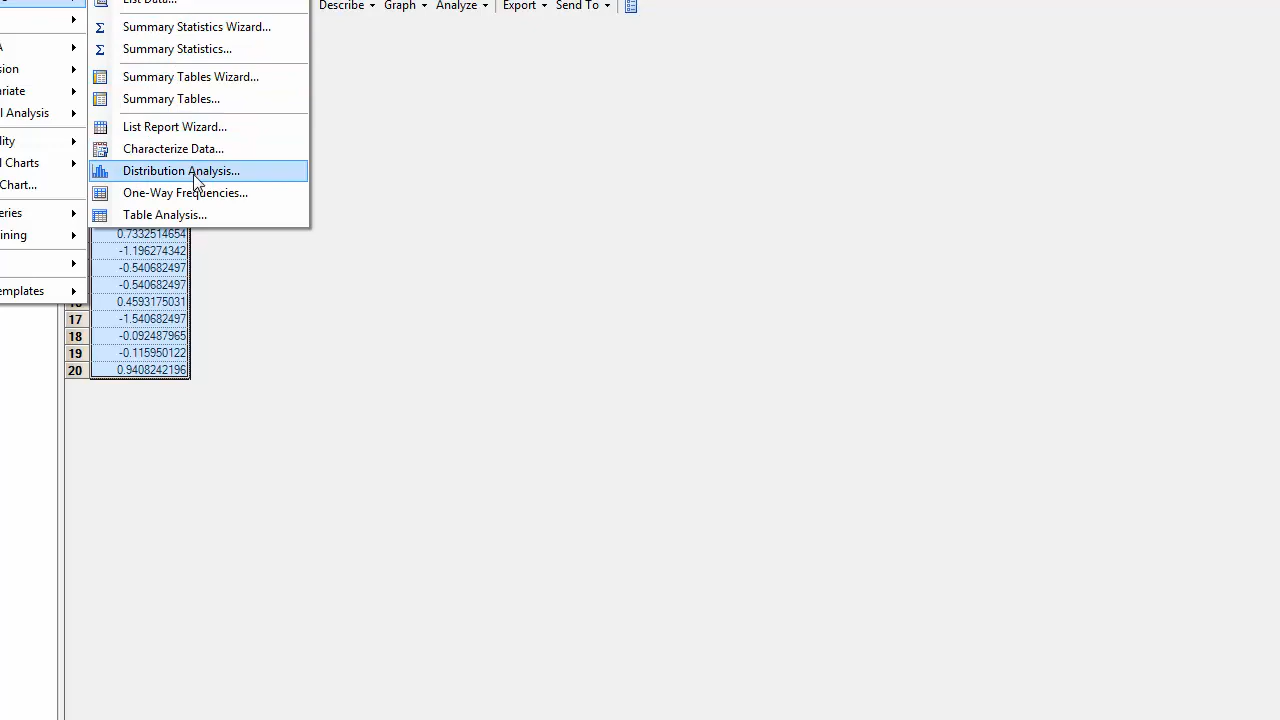 Describe Graph Analyze Export Send To
List Data...
Summary Statistics Wizard...
Summary Statistics...
Summary Tables Wizard...
Summary Tables...
List Report Wizard...
Characterize Data...
Distribution Analysis...
One-Way Frequencies...
Table Analysis...
A
sion
riate
l Analysis
lity
l Charts
Chart...
eries
ining
emplates
0.7332514654
-1.196274342
-0.540682497
-0.540682497
0.4593175031
17 -1.540682497
18 -0.092487965
19 -0.115950122
20 0.9408242196